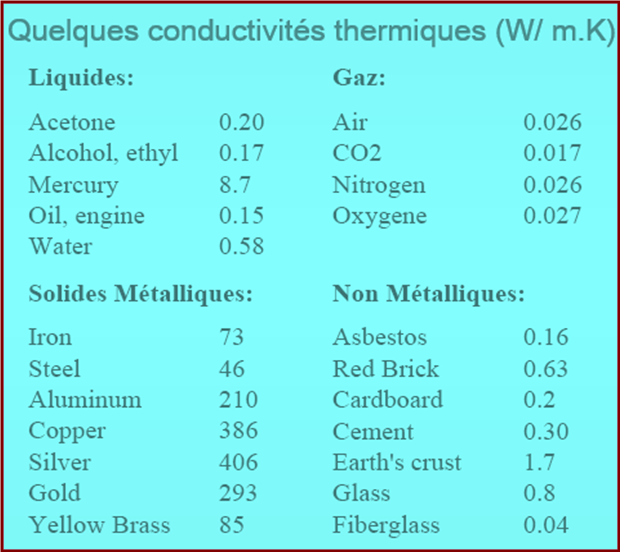 Quelques conductivités thermiques (W/ m.K)
Liquides: Gaz:
Acetone 0.20 Air 0.026
Alcohol, ethyl 0.17 CO2 0.017
Mercury 8.7 Nitrogen 0.026
Oil, engine 0.15 Oxygene 0.027
Water 0.58
Solides Métalliques: Non Métalliques:
Iron 73 Asbestos 0.16
Steel 46 Red Brick 0.63
Aluminum 210 Cardboard 0.2
Copper 386 Cement 0.30
Silver 406 Earth's crust 1.7
Gold 293 Glass 0.8
Yellow Brass 85 Fiberglass 0.04